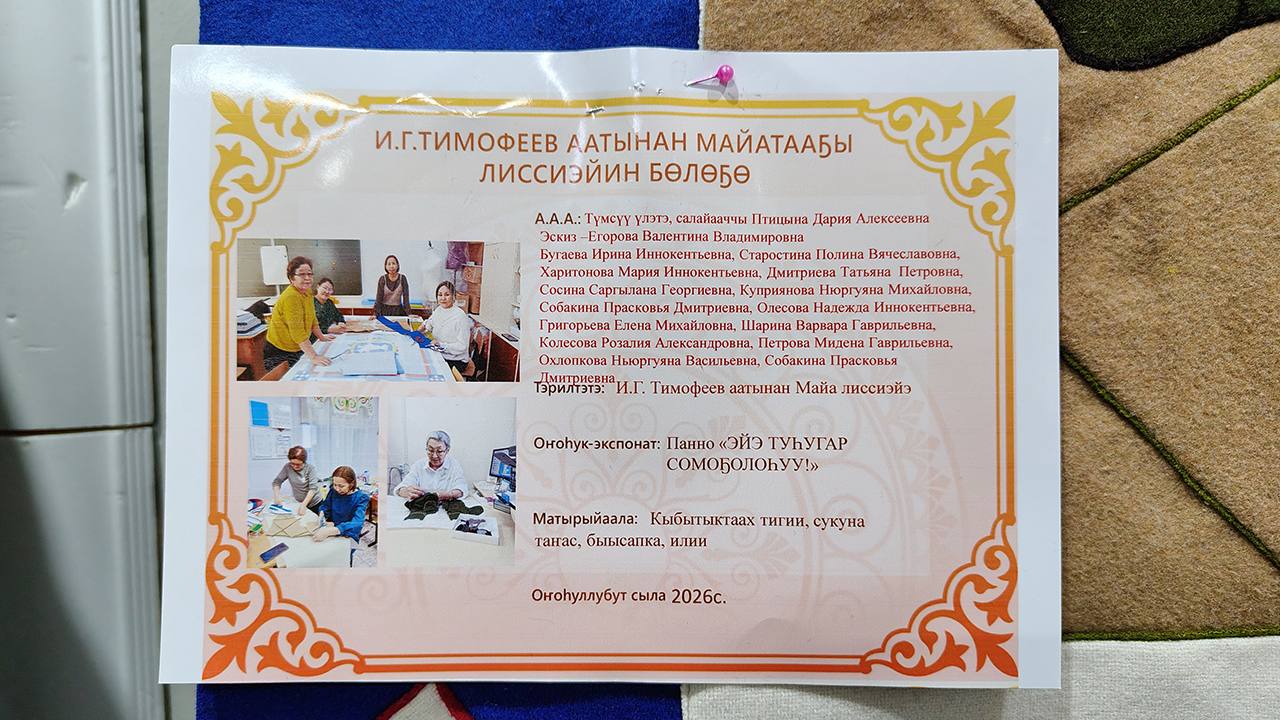 И.Г.ТИМОФЕЕВ ААТЫНАН МАЙАТААҔЫ
ЛИССИЭЙИН БӨЛӨҔӨ
А.А.А.: Түмсүү үлэтэ, салайааччы Птицына Дария Алексеевна
Эскиз –Егорова Валентина Владимировна
Бугаева Ирина Иннокентьевна, Старостина Полина Вячеславовна,
Харитонова Мария Иннокентьевна, Дмитриева Татьяна Петровна,
Сосина Саргылана Георгиевна, Куприянова Нюргуяна Михайловна,
Собакина Прасковья Дмитриевна, Олесова Надежда Иннокентьевна,
Григорьева Елена Михайловна, Шарина Варвара Гаврильевна,
Колесова Розалия Александровна, Петрова Мидена Гаврильевна,
Охлопкова Ньюргуяна Васильевна, Собакина Прасковья
Дмитриевна
Тэрилтэтэ: И.Г. Тимофеев аатынан Майа лиссиэйэ
Оҥоһук-экспонат: Панно «ЭЙЭ ТУҺУГАР
СОМОҔОЛОҺУУ!»
Матырыйаала: Кыбытыктаах тигии, сукуна
таҥас, быысапка, илии
Оҥоһуллубут сыла 2026с.